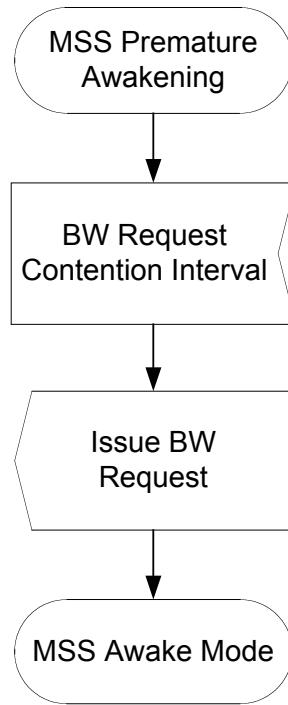 MSS Premature
Awakening
BW Request
Contention Interval
Issue BW
Request
MSS Awake Mode